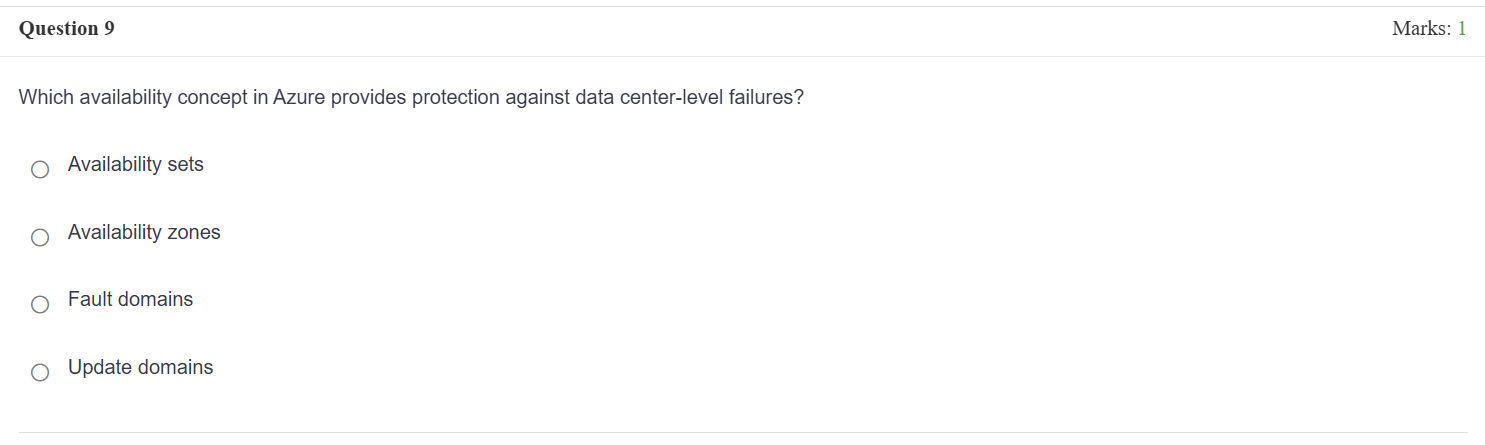 Question 9
Marks: 1
Which availability concept in Azure provides protection against data center-level failures?
Availability sets
Availability zones
Fault domains
Update domains